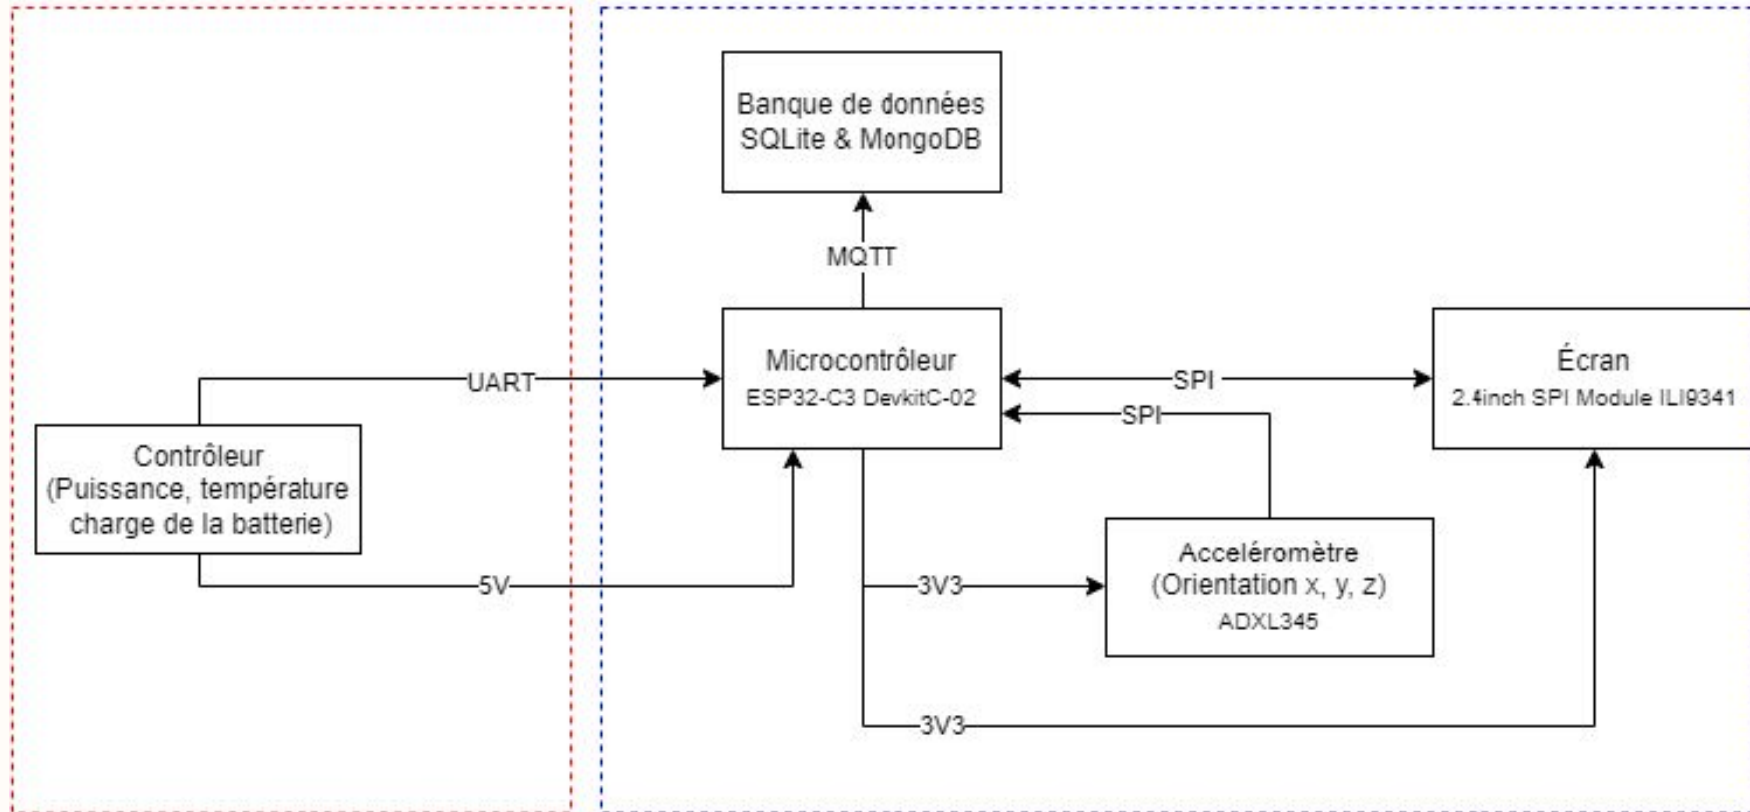 Banque de données
SQLite & MongoDB
MQTT
Microcontrôleur
ESP32-C3 DevkitC-02
UART
SPI
SPI
Écran
2.4inch SPI Module ILI9341
Contrôleur
(Puissance, température
charge de la batterie)
5V
3V3
Acceléromètre
(Orientation x, y, z)
ADXL345
3V3